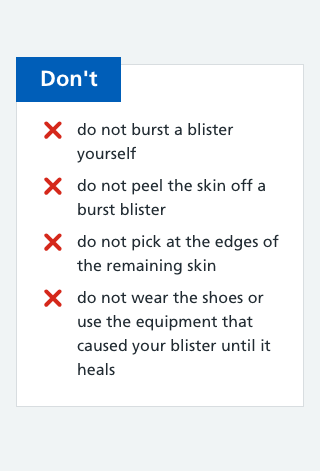 Don't
do not burst a blister
yourself
do not peel the skin off a
burst blister
do not pick at the edges of
the remaining skin
do not wear the shoes or
use the equipment that
caused your blister until it
heals